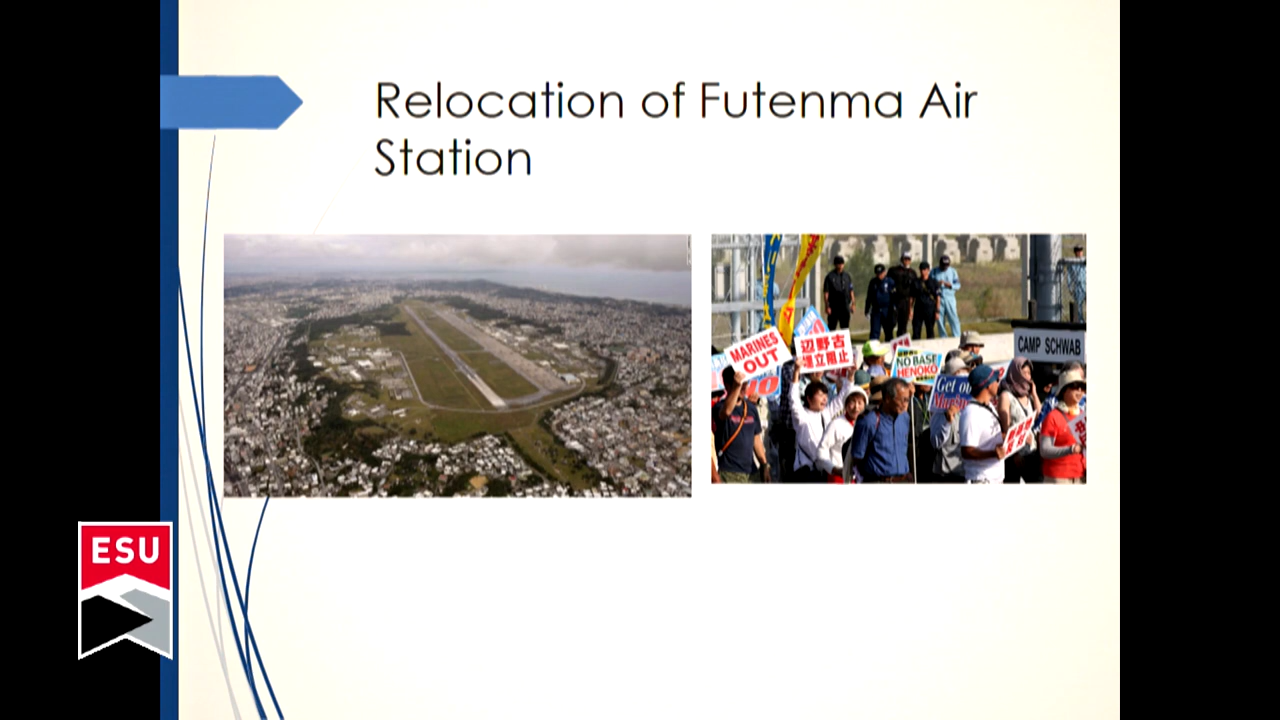 Relocation of Futenma Air
Station
MARINES
OUT
辺野古
埋立阻止
NO BASE
HENOKO
Get ou
CAMP SCHWAB
ESU